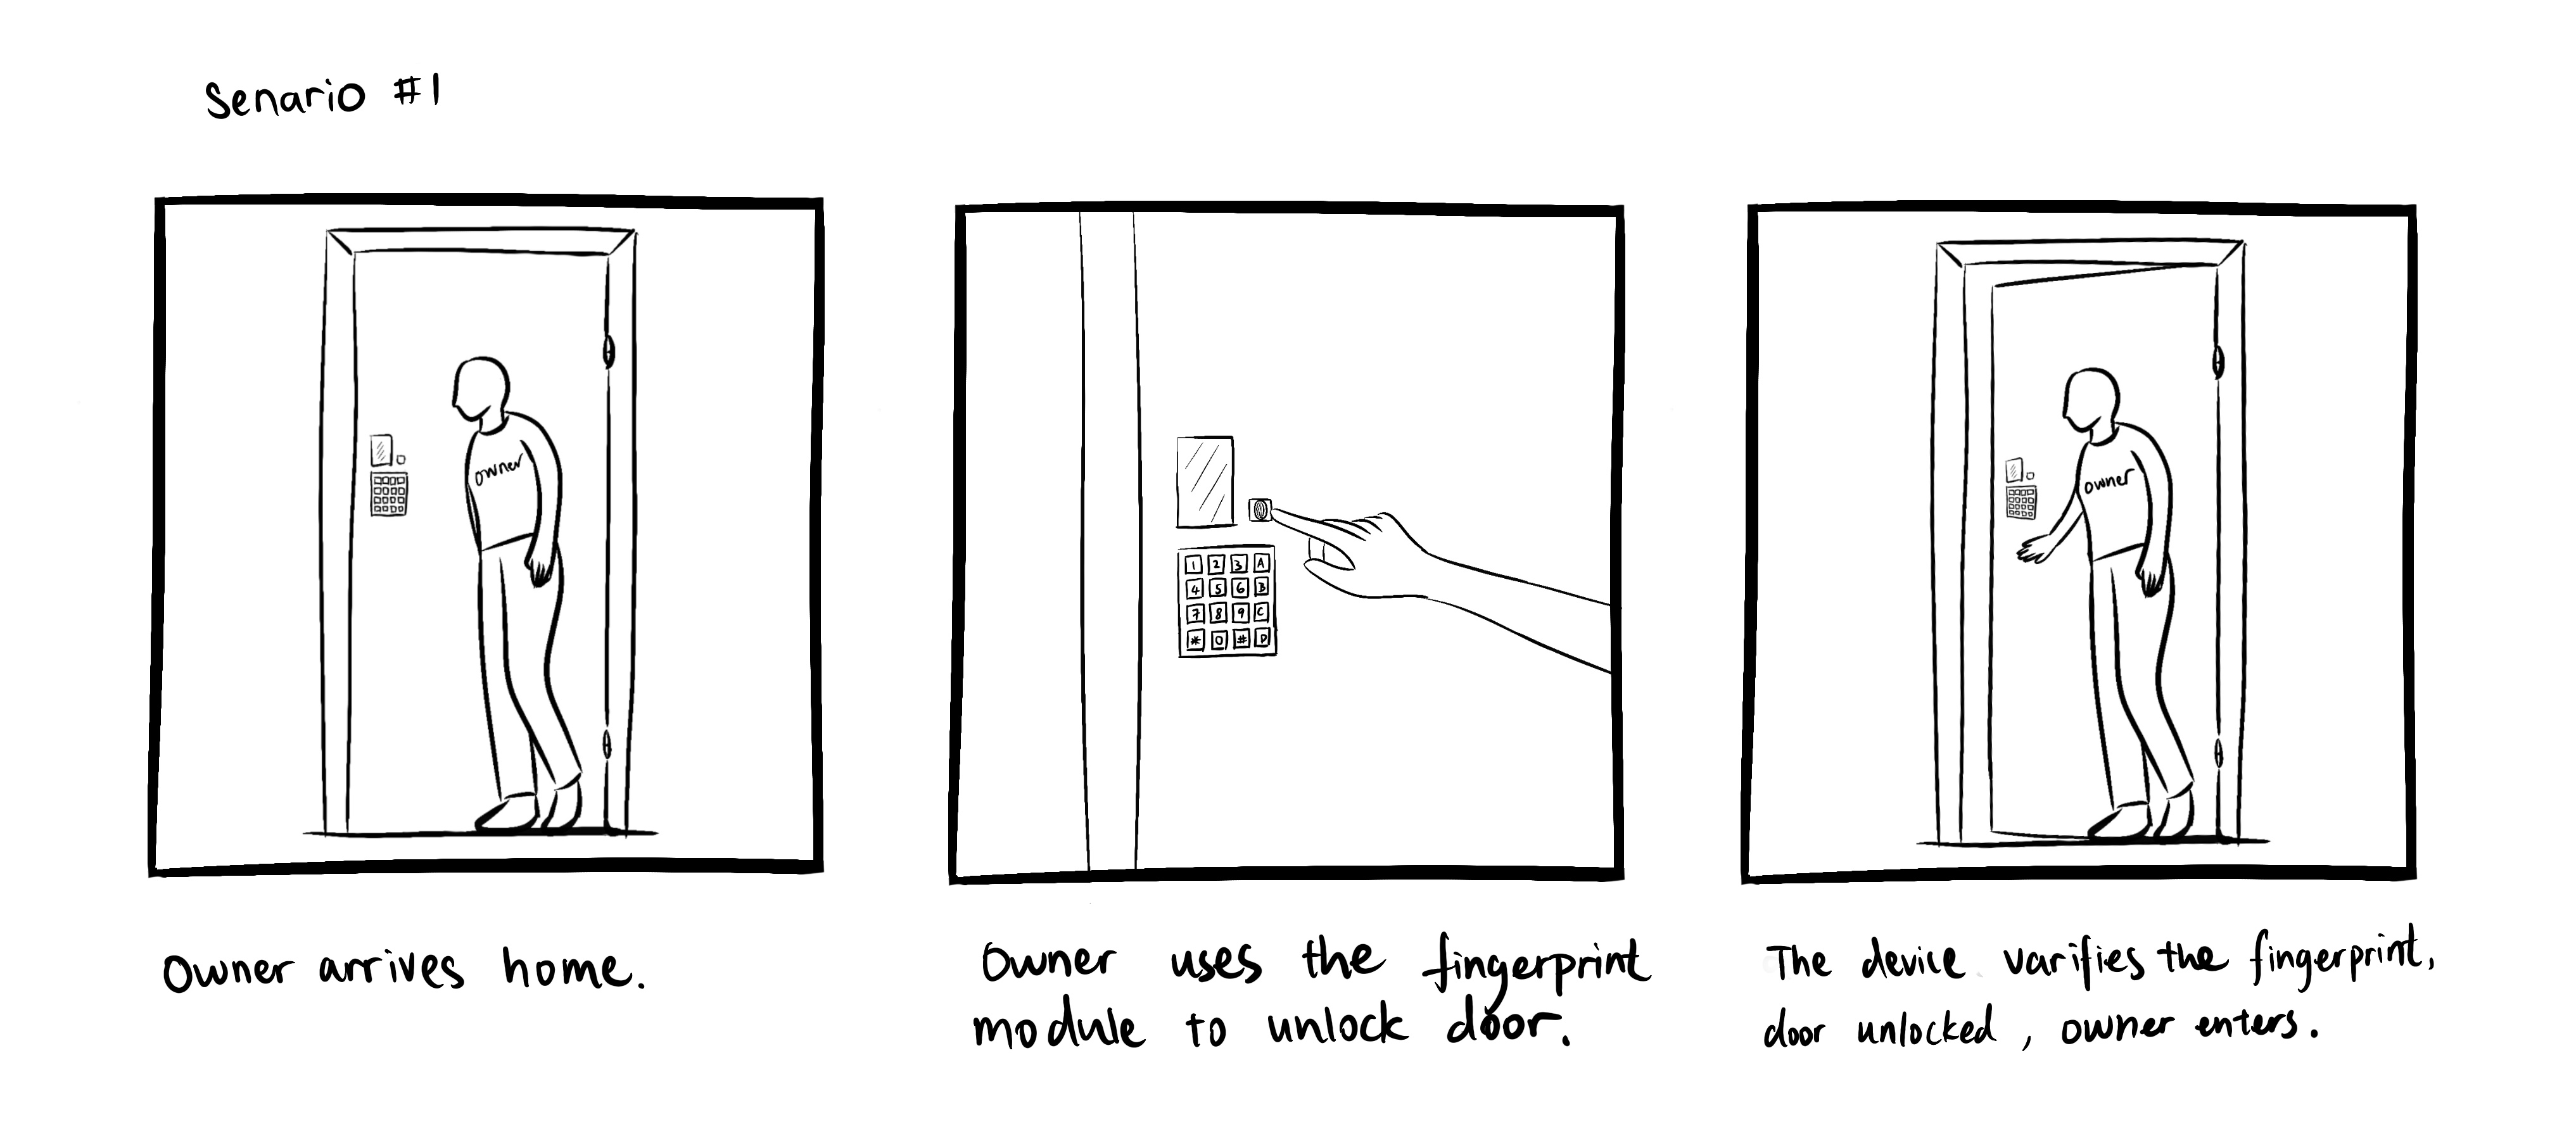 Senario #1
owner
1 2 3 A
4 5 6 B
7 8 9 C
* 0 # D
owner
Owner arrives home.
Owner uses the fingerprint
module to unlock door.
The device varifies the fingerprint,
door unlocked, owner enters.